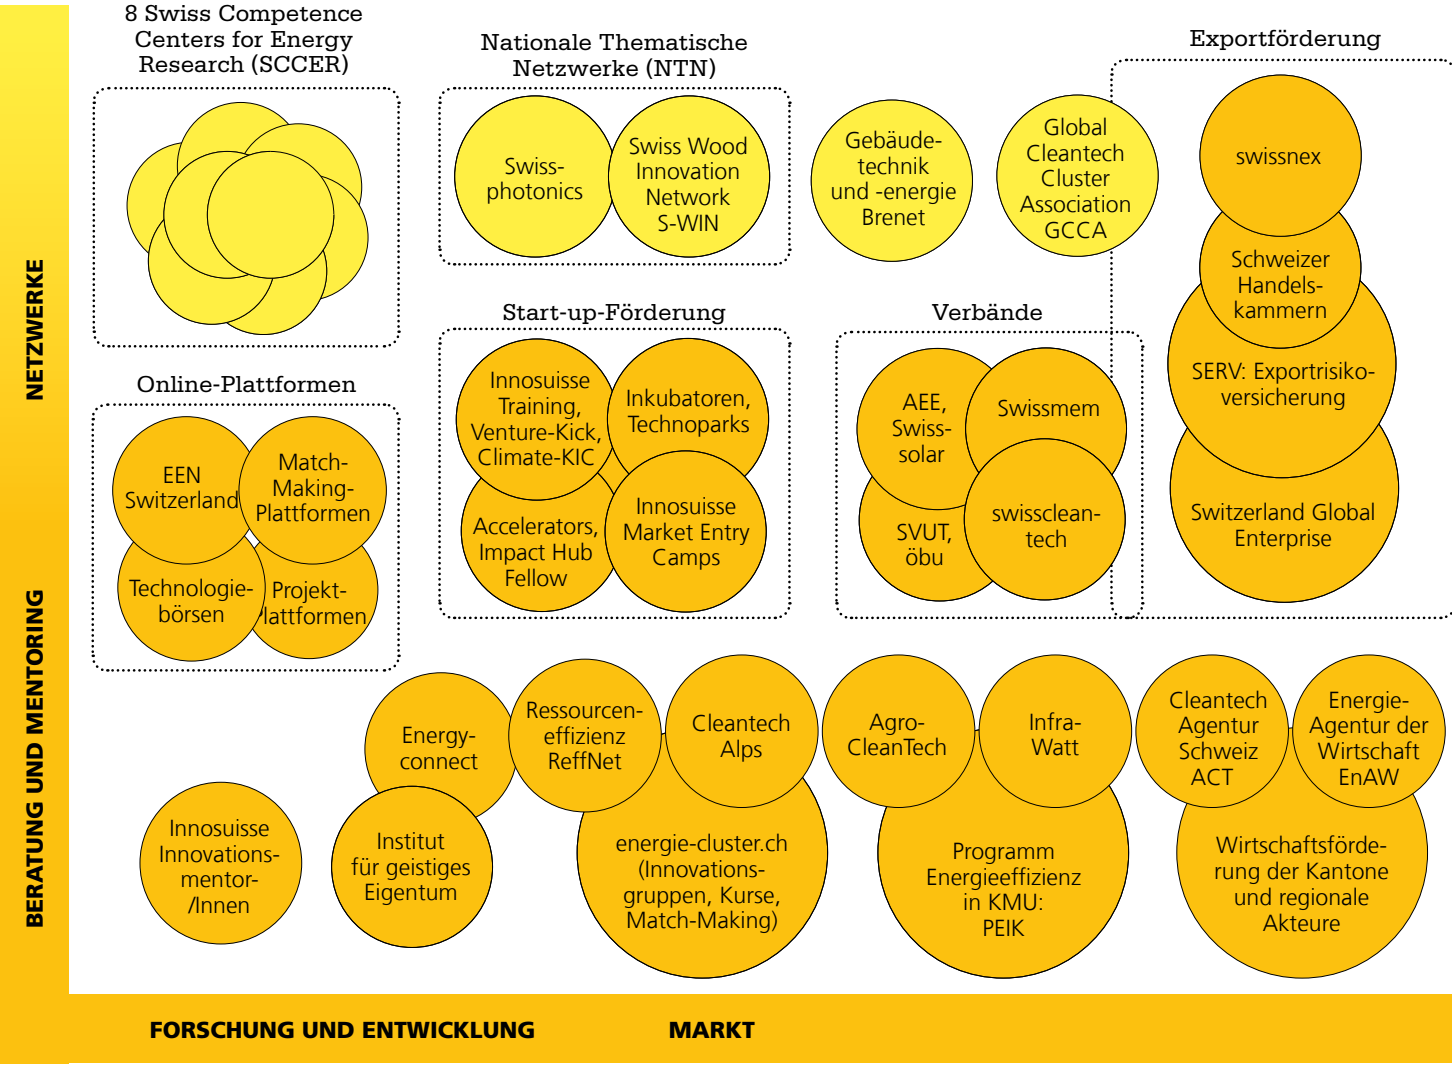 8 Swiss Competence
Centers for Energy
Research (SCCER)
Nationale Thematische
Netzwerke (NTN)
Swiss-
photonics
Swiss Wood
Innovation
Network
S-WIN
Gebäude-
technik
und -energie
Brenet
Global
Cleantech
Cluster
Association
GCCA
Exportförderung
swissnex
Schweizer
Handels-
kammern
SERV: Exportrisiko-
versicherung
Switzerland Global
Enterprise
Online-Plattformen
EEN
Switzerland
Match-
Making-
Plattformen
Technologie-
börsen
Projekt-
lattformen
Start-up-Förderung
Innosuisse
Training,
Venture-Kick,
Climate-KIC
Inkubatoren,
Technoparks
Accelerators,
Impact Hub
Fellow
Innosuisse
Market Entry
Camps
Verbände
AEE,
Swiss-
solar
Swissmem
SVUT,
öbu
swissclean-
tech
Energy-
connect
Ressourcen-
effizienz
ReffNet
Cleantech
Alps
Agro-
CleanTech
Infra-
Watt
Cleantech
Agentur
Schweiz
ACT
Energie-
Agentur der
Wirtschaft
EnAW
Innosuisse
Innovations-
mentor-
/Innen
Institut
für geistiges
Eigentum
energie-cluster.ch
(Innovations-
gruppen, Kurse,
Match-Making)
Programm
Energieeffizienz
in KMU:
PEIK
Wirtschaftsförde-
rung der Kantone
und regionale
Akteure
NETZWERKE
BERATUNG UND MENTORING
FORSCHUNG UND ENTWICKLUNG
MARKT